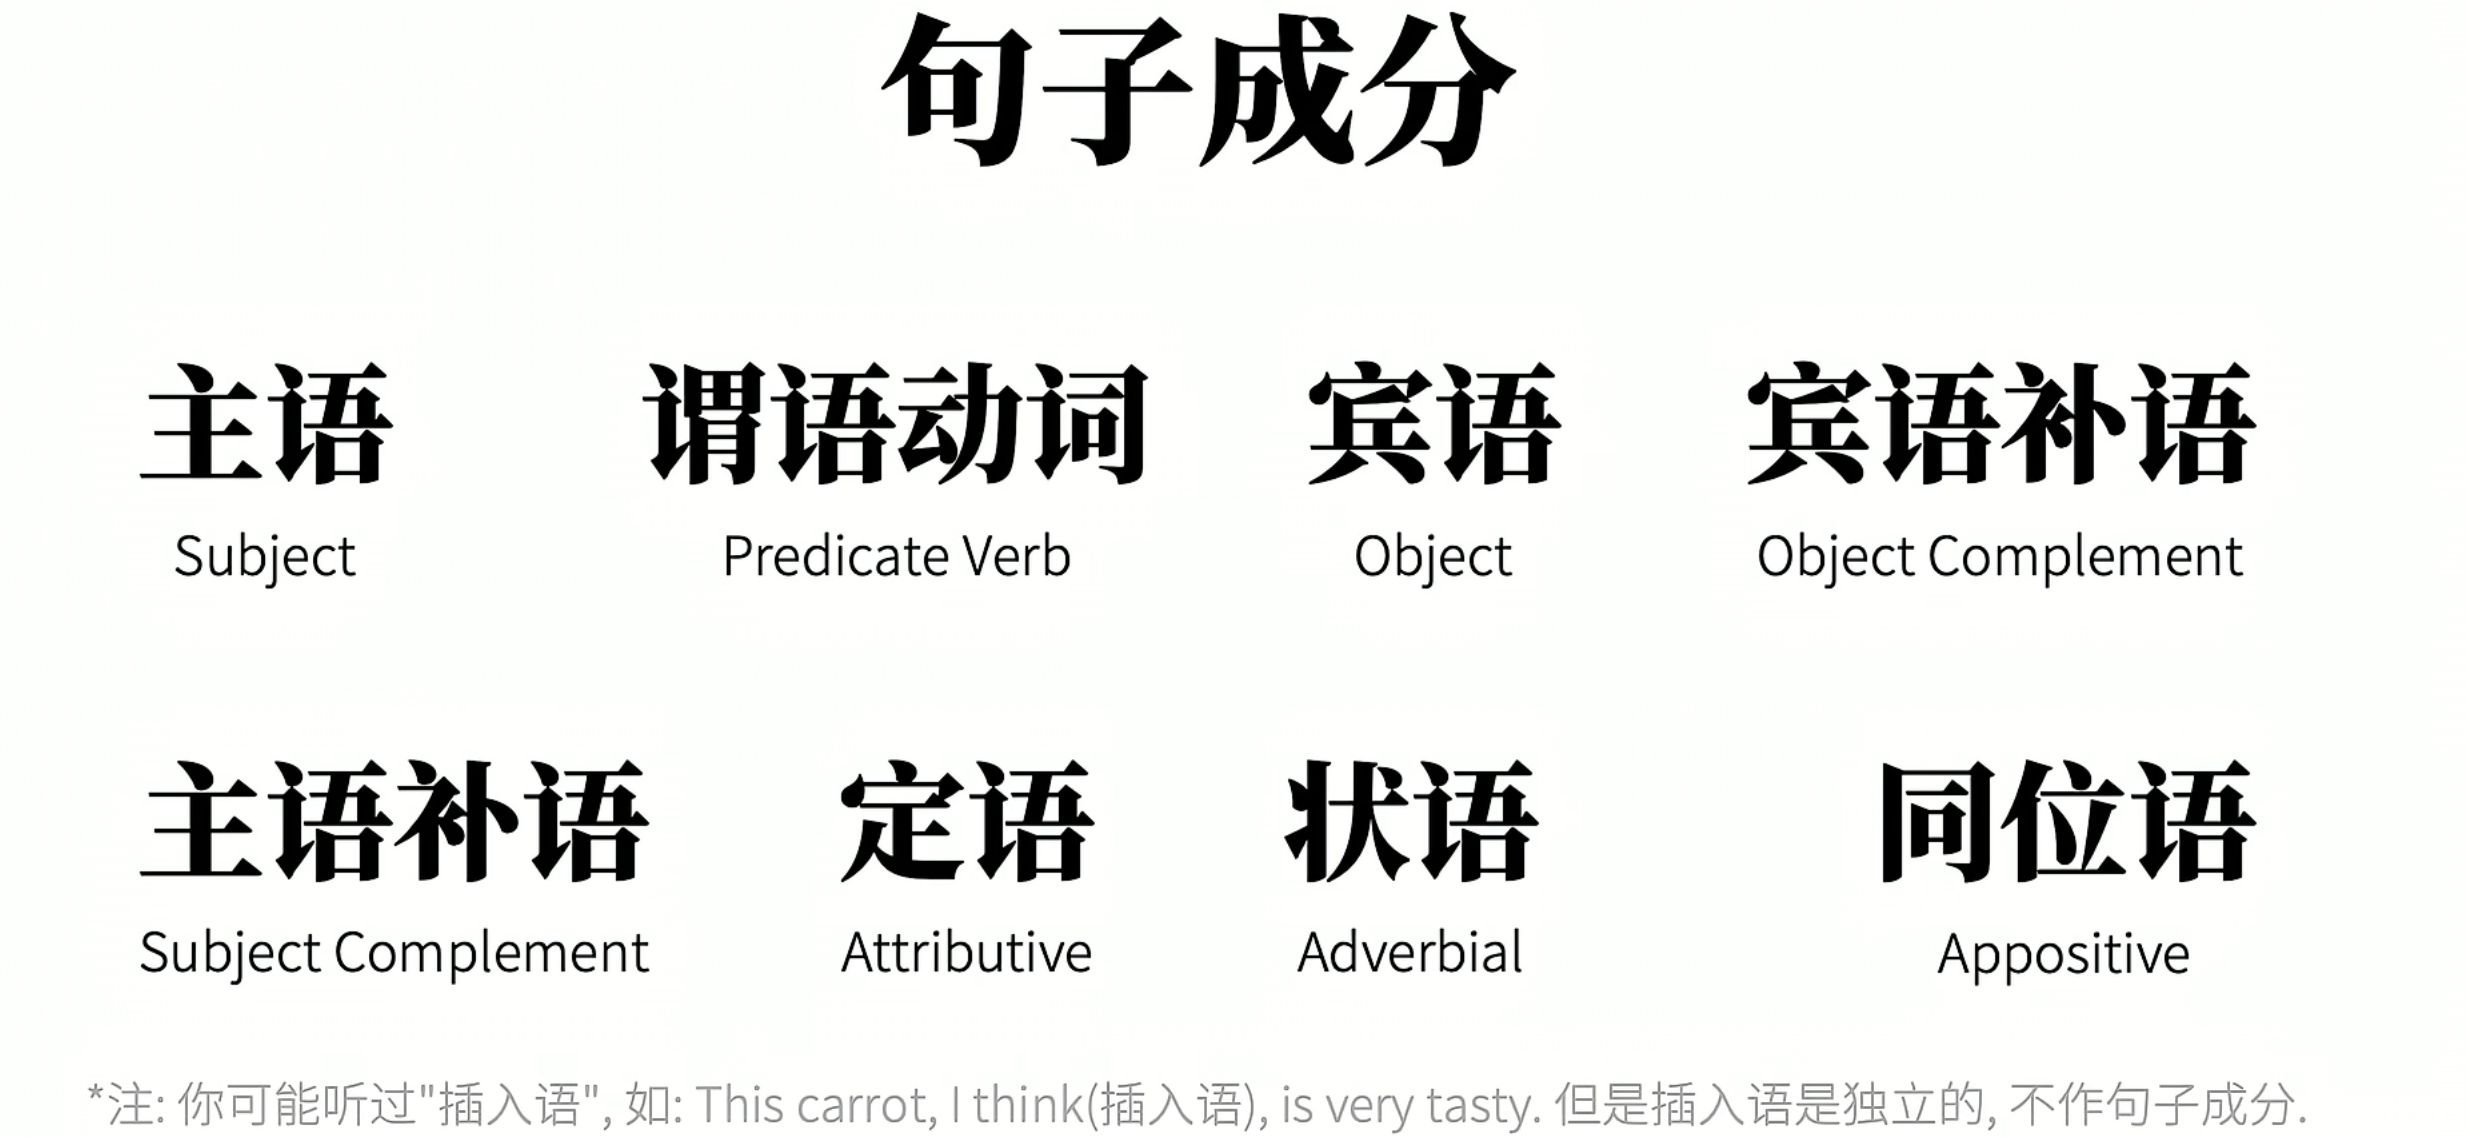 句子成分
主语 谓语动词 宾语 宾语补语
Subject Predicate Verb Object Object Complement
主语补语 定语 状语 同位语
Subject Complement Attributive Adverbial Appositive
*注: 你可能听过"插入语", 如: This carrot, I think(插入语), is very tasty. 但是插入语是独立的, 不作句子成分.